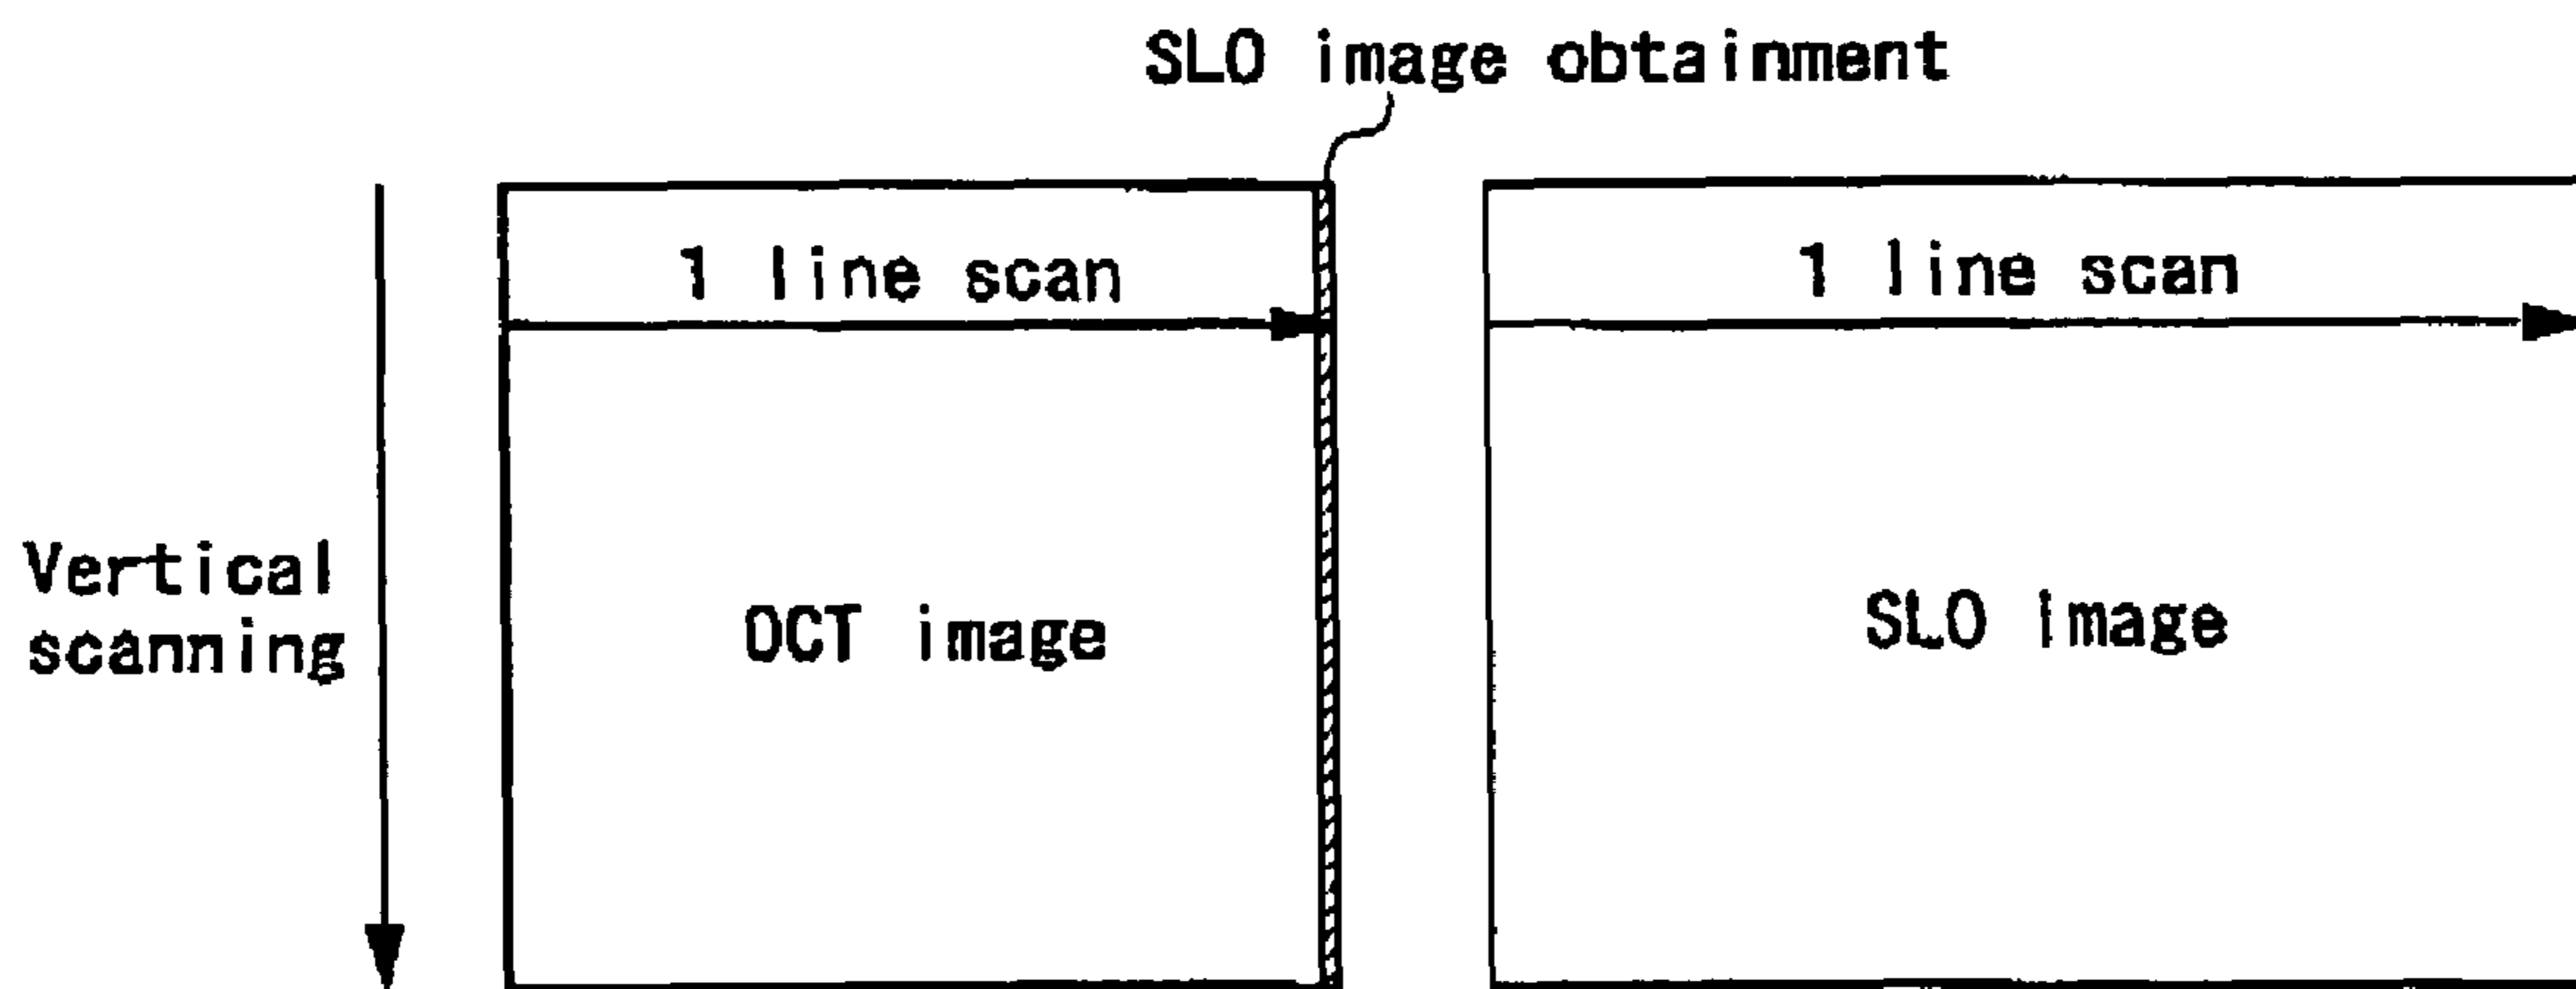 SLO image obtainment
1 line scan
1 line scan
Vertical
scanning
OCT image
SLO Image